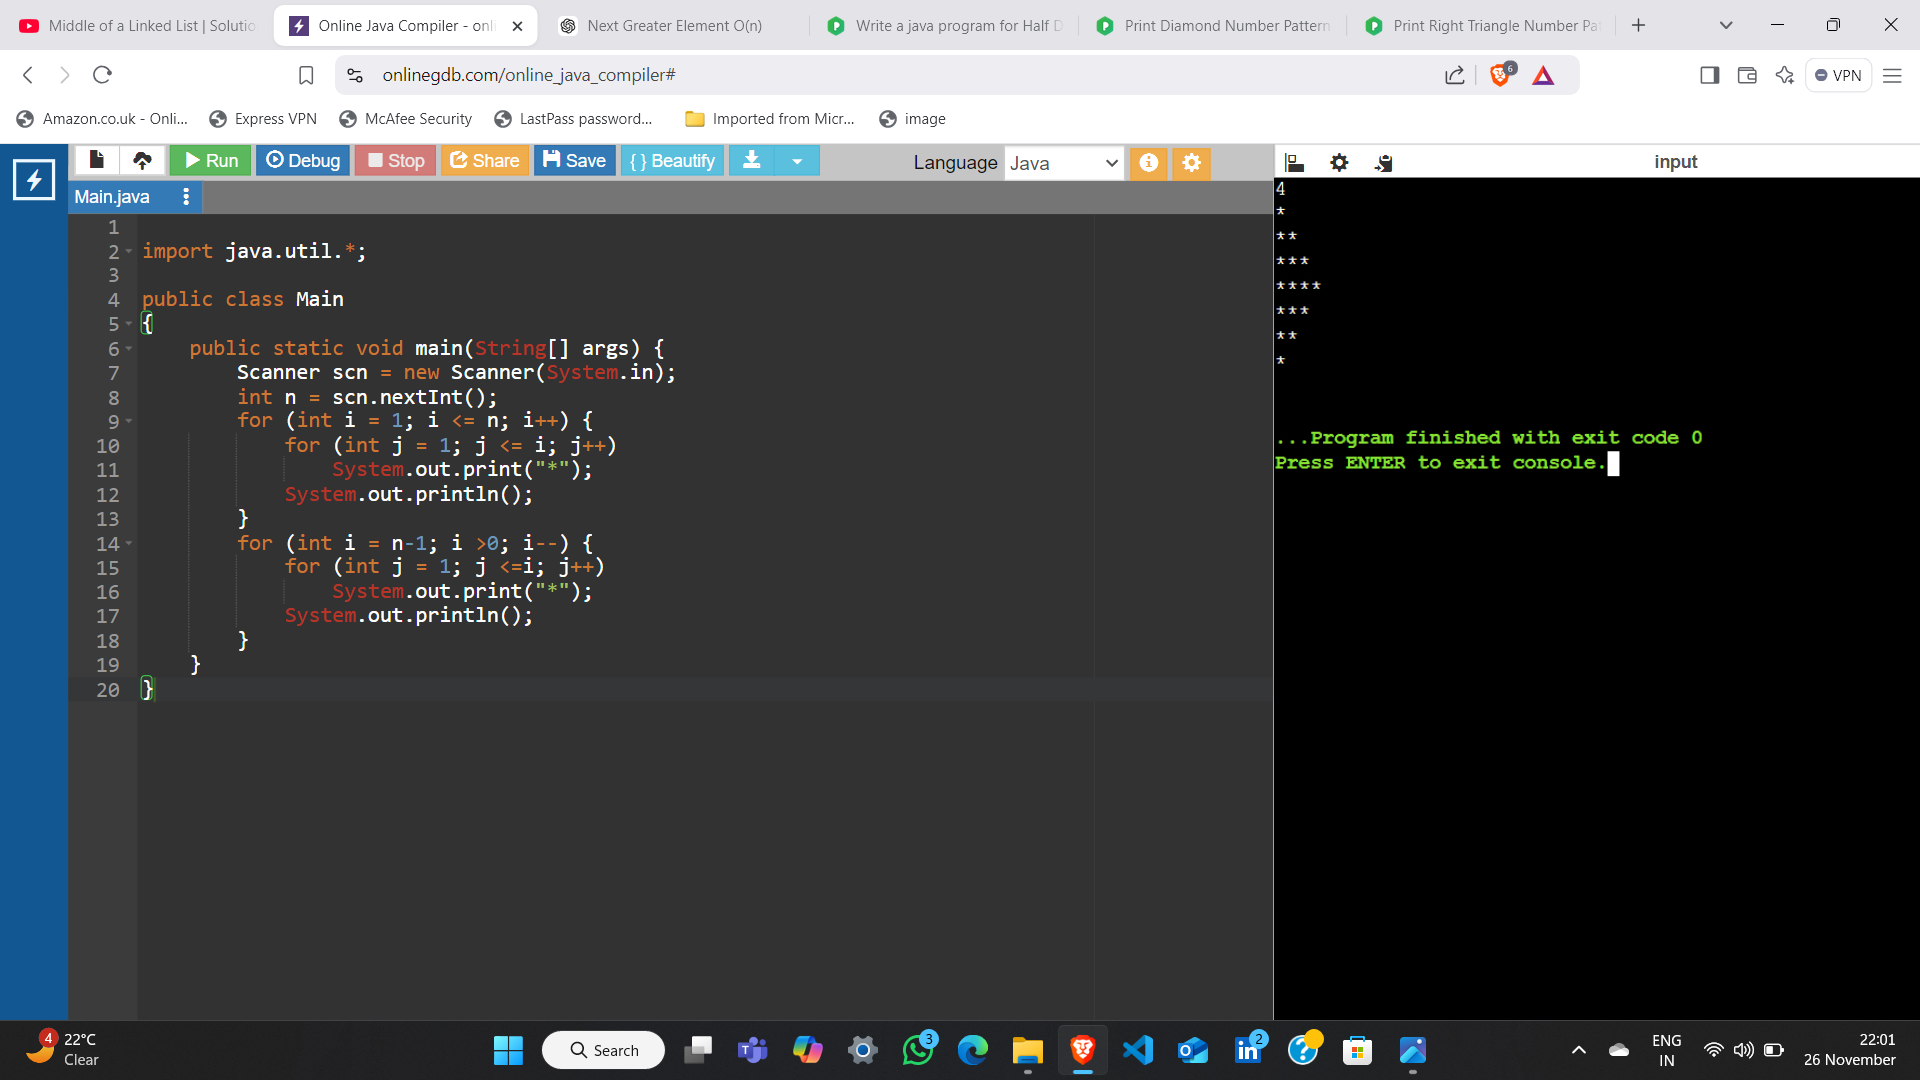 Middle of a Linked List | Solutio
Online Java Compiler - onli
Next Greater Element O(n)
Write a java program for Half D
Print Diamond Number Pattern
Print Right Triangle Number Pat
onlinegdb.com/online_java_compiler#
6
VPN
Amazon.co.uk - Onli...
Express VPN
McAfee Security
LastPass password...
Imported from Micr...
image
Run
Debug
Stop
Share
Save
{ } Beautify
Language
Java
input
Main.java
1
2 import java.util.*;
3
4 public class Main
5 {
6     public static void main(String[] args) {
7         Scanner scn = new Scanner(System.in);
8         int n = scn.nextInt();
9         for (int i = 1; i <= n; i++) {
10             for (int j = 1; j <= i; j++)
11                 System.out.print("*");
12             System.out.println();
13         }
14         for (int i = n-1; i >0; i--) {
15             for (int j = 1; j <=i; j++)
16                 System.out.print("*");
17             System.out.println();
18         }
19     }
20 }
4
*
**
***
****
***
**
*
...Program finished with exit code 0
Press ENTER to exit console.
4
22°C
Clear
Search
3
2
ENG
IN
22:01
26 November